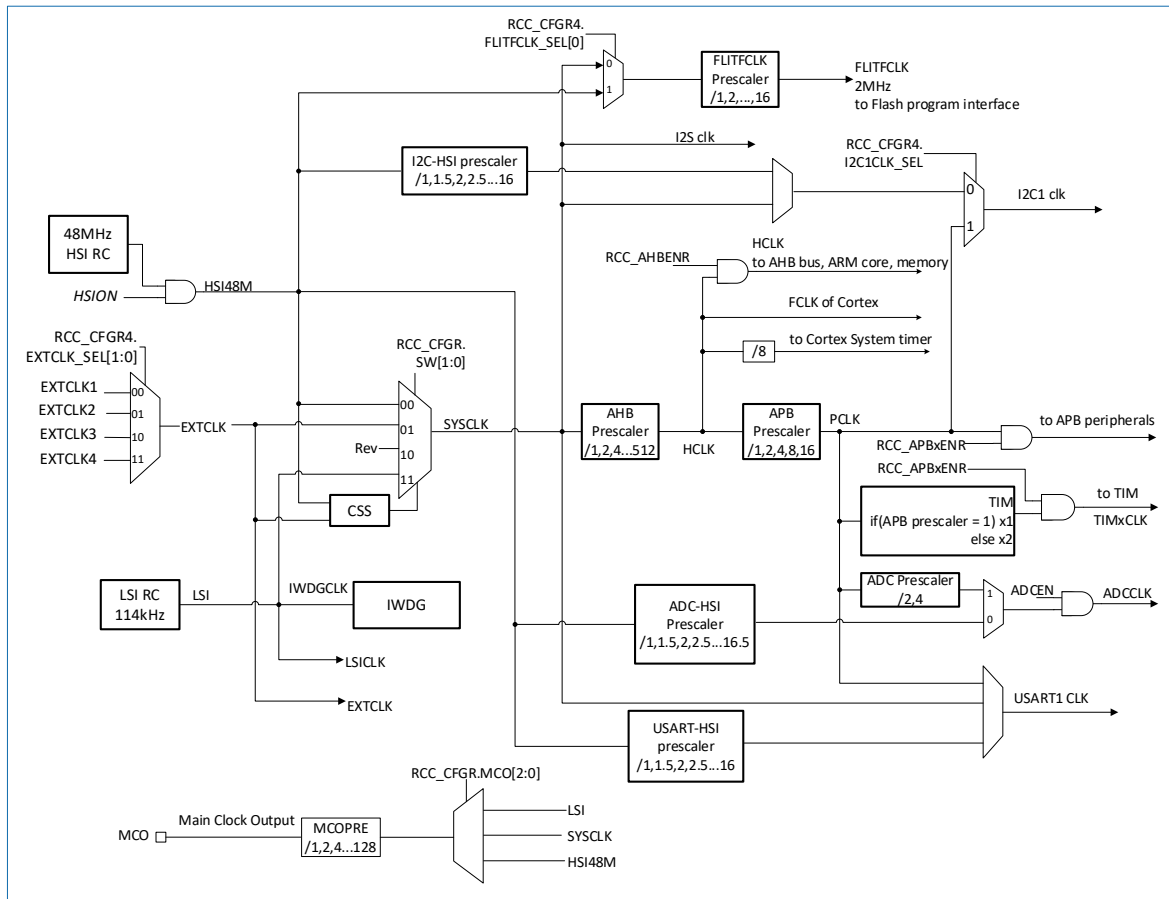 RCC_CFGR4.
FLITFCLK_SEL[0]
0
1
FLITFCLK
Prescaler
/1,2,...,16
FLITFCLK
2MHz
to Flash program interface
I2S clk
RCC_CFGR4.
I2C1CLK_SEL
I2C-HSI prescaler
/1,1.5,2,2.5...16
0
1
I2C1 clk
48MHz
HSI RC
HSION
HSI48M
RCC_AHBENR
HCLK
to AHB bus, ARM core, memory
FCLK of Cortex
/8
to Cortex System timer
RCC_CFGR4.
EXTCLK_SEL[1:0]
EXTCLK1
EXTCLK2
EXTCLK3
EXTCLK4
00
01
10
11
EXTCLK
RCC_CFGR.
SW[1:0]
00
01
Rev
10
11
SYSCLK
CSS
AHB
Prescaler
/1,2,4...512
HCLK
APB
Prescaler
/1,2,4,8,16
PCLK
RCC_APBxENR
to APB peripherals
RCC_APBxENR
TIM
if(APB prescaler = 1) x1
else x2
to TIM
TIMxCLK
LSI RC
114kHz
LSI
IWDGCLK
IWDG
LSICLK
EXTCLK
ADC-HSI
Prescaler
/1,1.5,2,2.5...16.5
ADC Prescaler
/2,4
1
0
ADCEN
ADCCLK
USART-HSI
prescaler
/1,1.5,2,2.5...16
USART1 CLK
RCC_CFGR.MCO[2:0]
LSI
SYSCLK
HSI48M
MCO
Main Clock Output
MCOPRE
/1,2,4...128